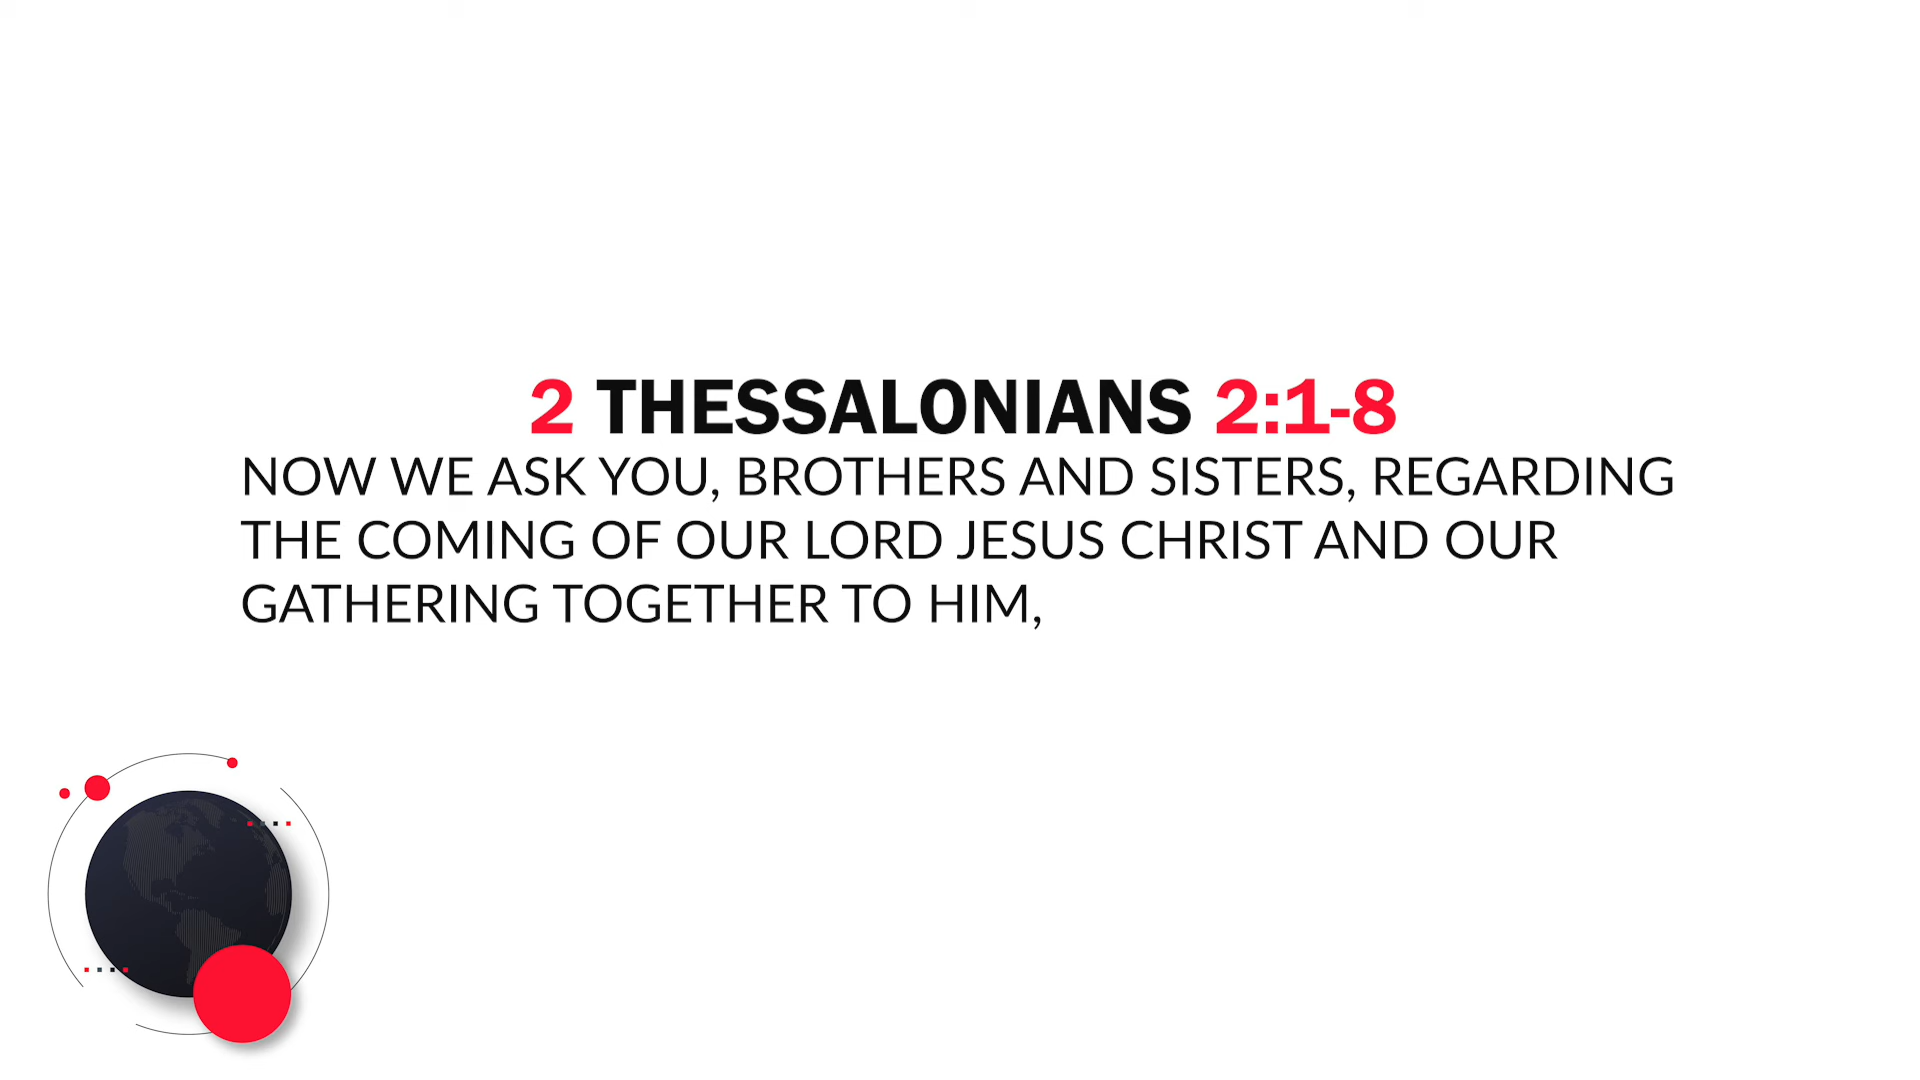 2 THESSALONIANS 2:1-8
NOW WE ASK YOU, BROTHERS AND SISTERS, REGARDING
THE COMING OF OUR LORD JESUS CHRIST AND OUR
GATHERING TOGETHER TO HIM,